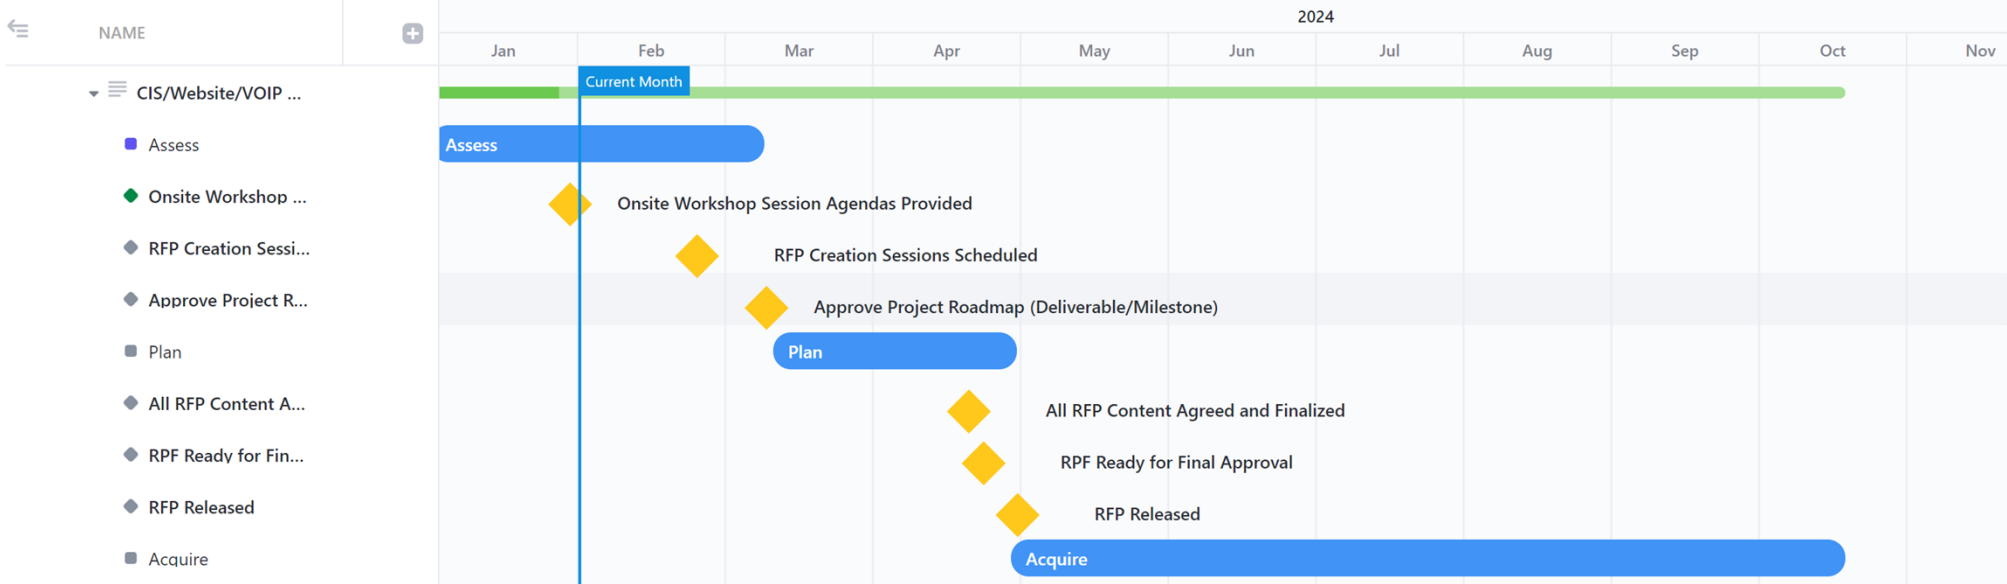 2024
NAME
Jan Feb Mar Apr May Jun Jul Aug Sep Oct Nov
Current Month
CIS/Website/VOIP ...
Assess
Assess
Onsite Workshop ...
Onsite Workshop Session Agendas Provided
RFP Creation Sessi...
RFP Creation Sessions Scheduled
Approve Project R...
Approve Project Roadmap (Deliverable/Milestone)
Plan
Plan
All RFP Content A...
All RFP Content Agreed and Finalized
RPF Ready for Fin...
RPF Ready for Final Approval
RFP Released
RFP Released
Acquire
Acquire